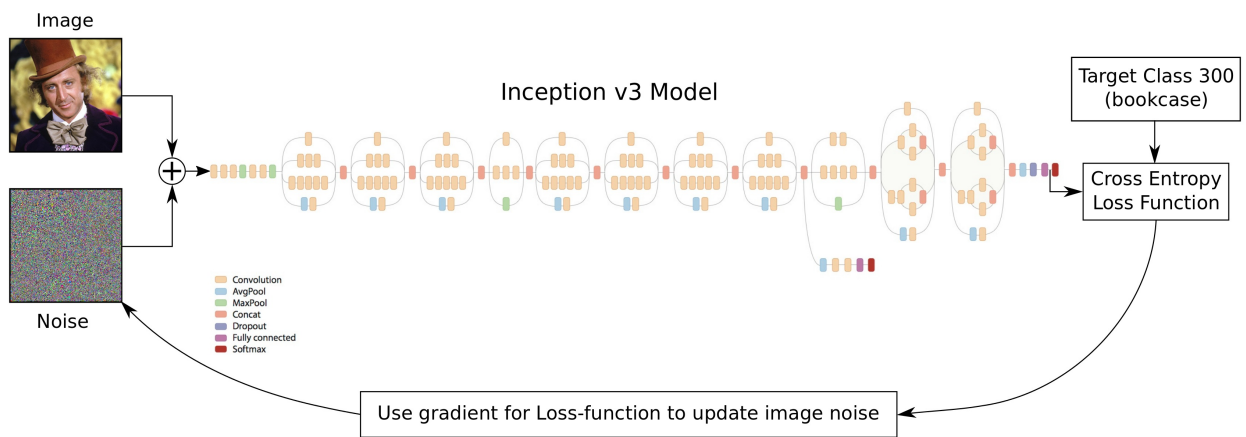 Image
Inception v3 Model
Target Class 300
(bookcase)
Cross Entropy
Loss Function
Noise
Convolution
AvgPool
MaxPool
Concat
Dropout
Fully connected
Softmax
Use gradient for Loss-function to update image noise